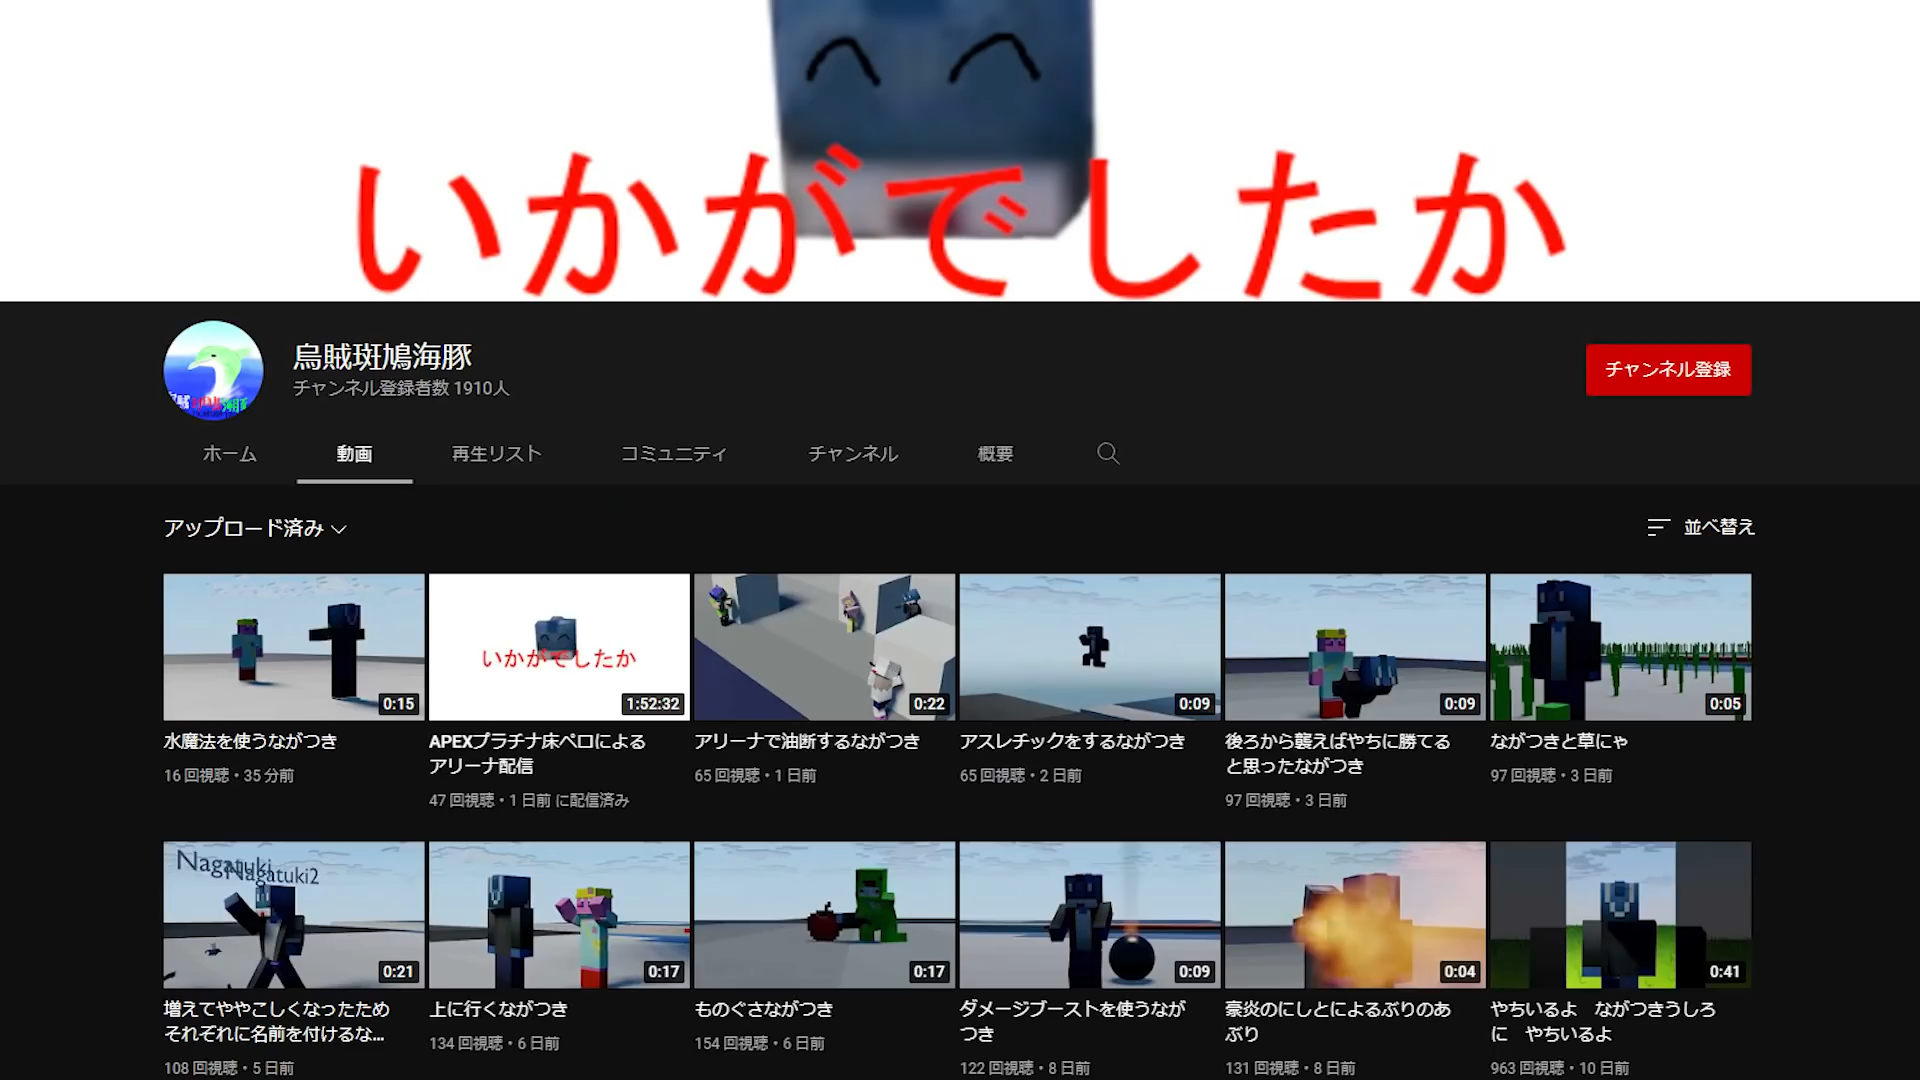 いかがでしたか
烏賊斑鳩海豚
チャンネル登録者数 1910人
チャンネル登録
ホーム
動画
再生リスト
コミュニティ
チャンネル
概要
アップロード済み
並べ替え
0:15
いかがでしたか
1:52:32
0:22
0:09
0:09
0:05
水魔法を使うながつき
16 回視聴・35 分前
APEXプラチナ床ペロによる
アリーナ配信
47 回視聴・1 日前 に配信済み
アリーナで油断するながつき
65 回視聴・1 日前
アスレチックをするながつき
65 回視聴・2 日前
後ろから襲えばやちに勝てる
と思ったながつき
97 回視聴・3 日前
ながつきと草にゃ
97 回視聴・3 日前
Nagatuki
Nagatuki2
0:21
0:17
0:17
0:09
0:04
0:41
増えてややこしくなったため
それぞれに名前を付けるな...
108 回視聴・5 日前
上に行くながつき
134 回視聴・6 日前
ものぐさながつき
154 回視聴・6 日前
ダメージブーストを使うなが
つき
122 回視聴・8 日前
豪炎のにしとによるぶりのあ
ぶり
131 回視聴・8 日前
やちいるよ　ながつきうしろ
に　やちいるよ
963 回視聴・10 日前